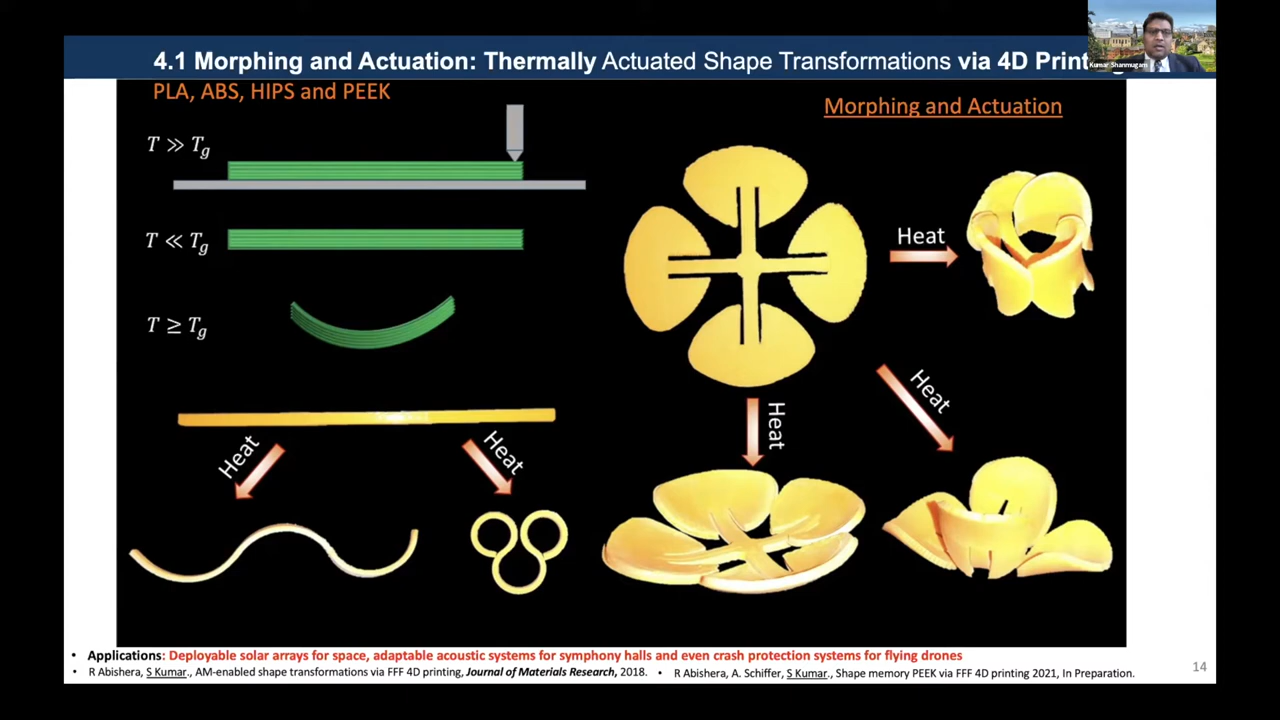 4.1 Morphing and Actuation: Thermally Actuated Shape Transformations via 4D Printing
Kumar Shanmugam
PLA, ABS, HIPS and PEEK
Morphing and Actuation
T ≫ Tg
T ≪ Tg
T ≥ Tg
Heat
Heat
Heat
Heat
Heat
• Applications: Deployable solar arrays for space, adaptable acoustic systems for symphony halls and even crash protection systems for flying drones
• R Abishera, S Kumar., AM-enabled shape transformations via FFF 4D printing, Journal of Materials Research, 2018.
• R Abishera, A. Schiffer, S Kumar., Shape memory PEEK via FFF 4D printing 2021, In Preparation.
14